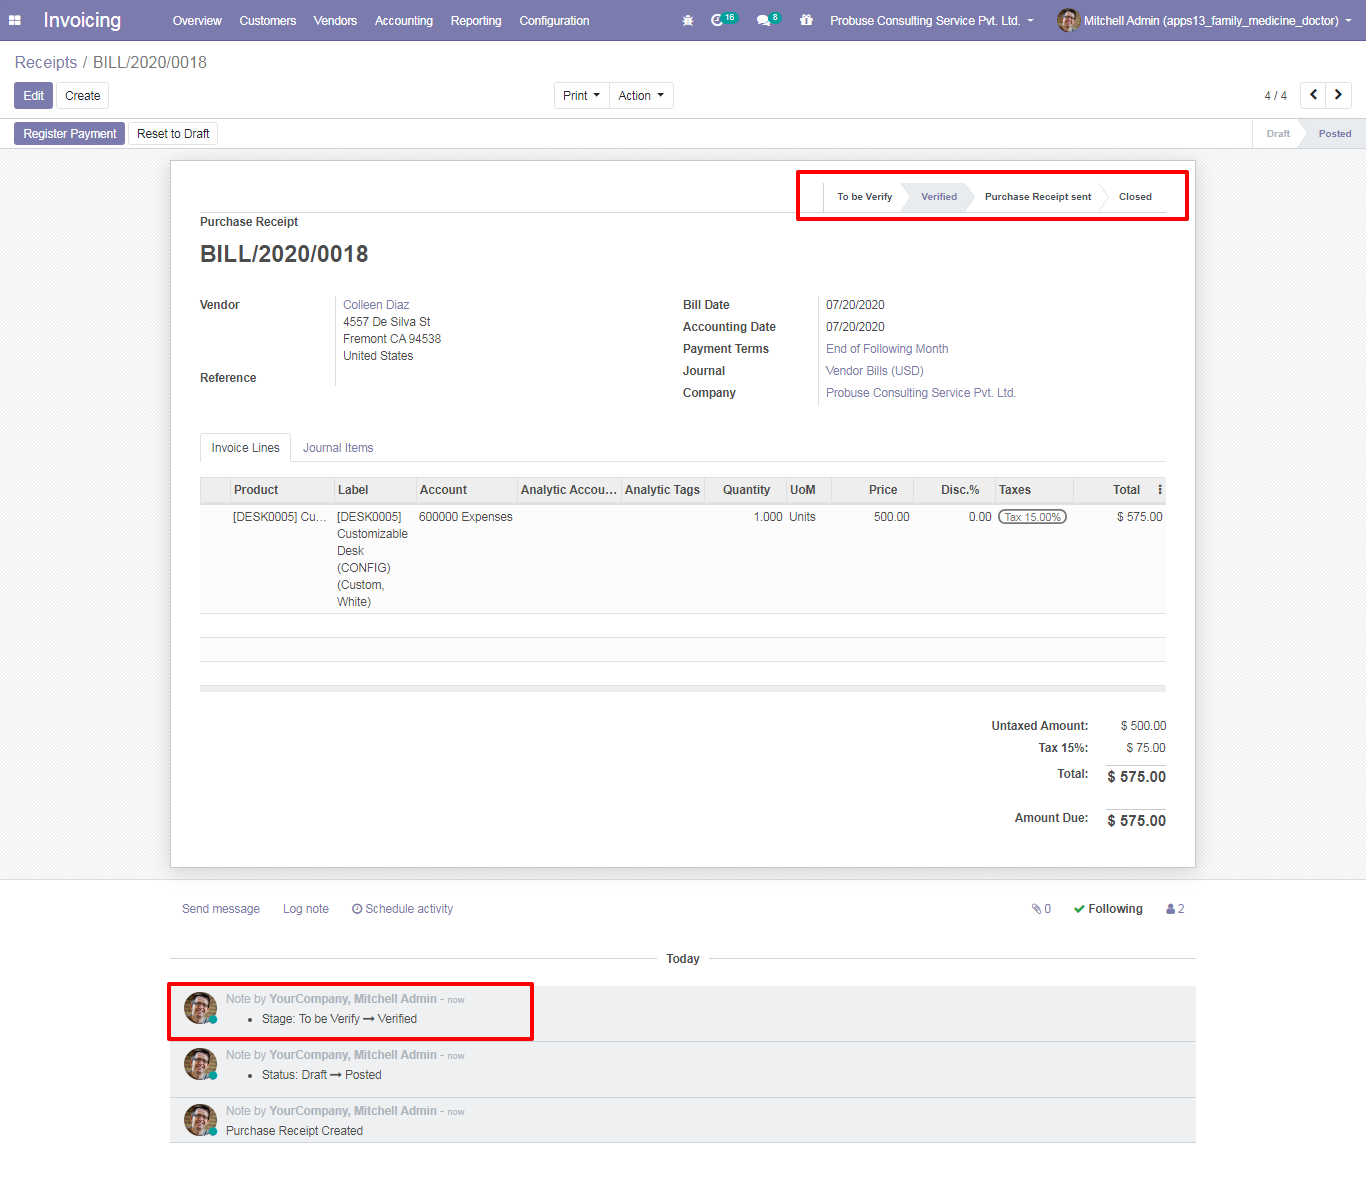 Invoicing Overview Customers Vendors Accounting Reporting Configuration 16 8 Probuse Consulting Service Pvt. Ltd. Mitchell Admin (apps13_family_medicine_doctor)
Receipts / BILL/2020/0018
Edit Create Print Action 4 / 4
Register Payment Reset to Draft Draft Posted
To be Verify Verified Purchase Receipt sent Closed
Purchase Receipt
BILL/2020/0018
Vendor Colleen Diaz
4557 De Silva St
Fremont CA 94538
United States
Reference
Bill Date 07/20/2020
Accounting Date 07/20/2020
Payment Terms End of Following Month
Journal Vendor Bills (USD)
Company Probuse Consulting Service Pvt. Ltd.
Invoice Lines Journal Items
Product Label Account Analytic Accou... Analytic Tags Quantity UoM Price Disc.% Taxes Total
[DESK0005] Cu... [DESK0005] 600000 Expenses 1.000 Units 500.00 0.00 Tax 15.00% $ 575.00
Customizable
Desk
(CONFIG)
(Custom,
White)
Untaxed Amount: $ 500.00
Tax 15%: $ 75.00
Total: $ 575.00
Amount Due: $ 575.00
Send message Log note Schedule activity 0 Following 2
Today
Note by YourCompany, Mitchell Admin - now
• Stage: To be Verify → Verified
Note by YourCompany, Mitchell Admin - now
• Status: Draft → Posted
Note by YourCompany, Mitchell Admin - now
Purchase Receipt Created